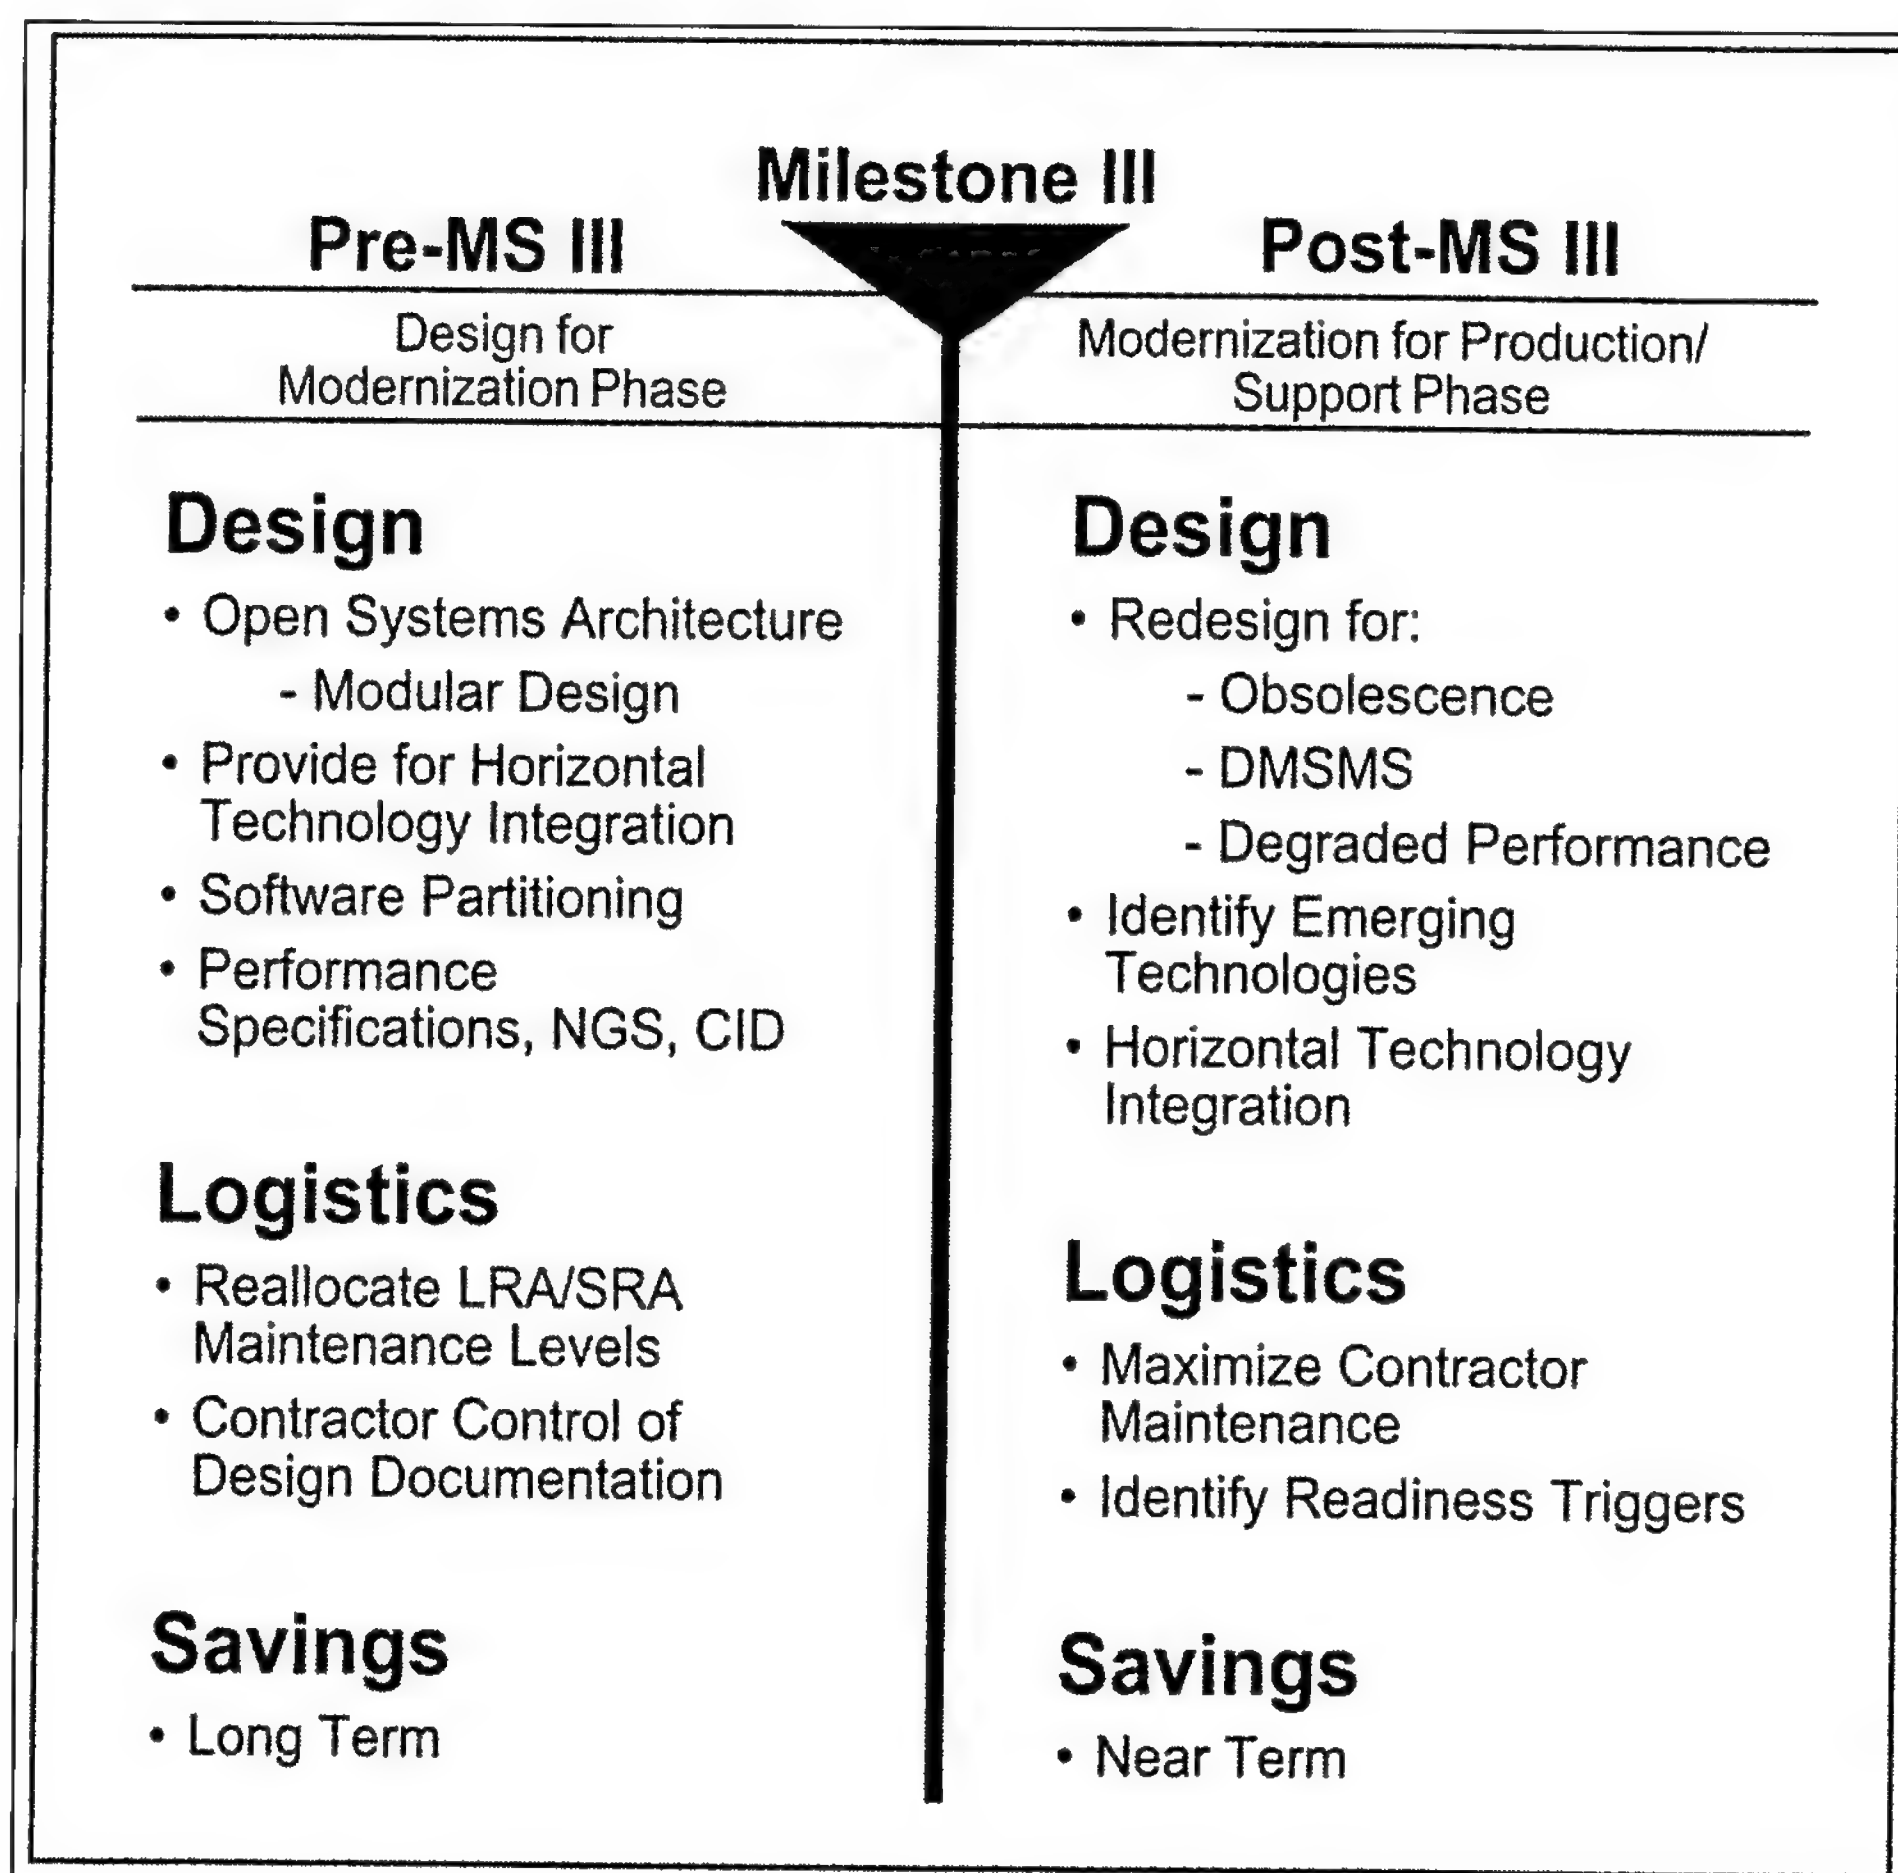 Milestone III
Pre-MS III
Design for
Modernization Phase
Design
• Open Systems Architecture
- Modular Design
• Provide for Horizontal
Technology Integration
• Software Partitioning
• Performance
Specifications, NGS, CID
Logistics
• Reallocate LRA/SRA
Maintenance Levels
• Contractor Control of
Design Documentation
Savings
• Long Term
Post-MS III
Modernization for Production/
Support Phase
Design
• Redesign for:
- Obsolescence
- DMSMS
- Degraded Performance
• Identify Emerging
Technologies
• Horizontal Technology
Integration
Logistics
• Maximize Contractor
Maintenance
• Identify Readiness Triggers
Savings
• Near Term